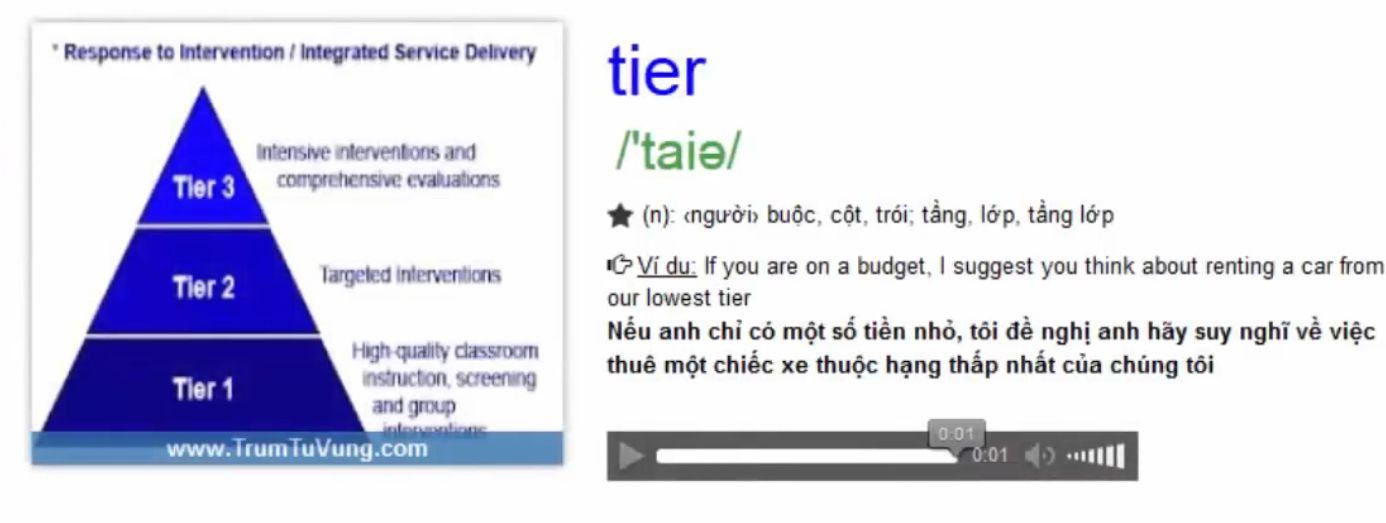 * Response to Intervention / Integrated Service Delivery
Tier 3
Intensive interventions and
comprehensive evaluations
Tier 2
Targeted Interventions
Tier 1
High-quality classroom
instruction, screening
and group
interventions
www.TrumTuVung.com
tier
/'taiə/
★ (n): ‹người› buộc, cột, trói; tầng, lớp, tầng lớp
Ví dụ: If you are on a budget, I suggest you think about renting a car from
our lowest tier
Nếu anh chỉ có một số tiền nhỏ, tôi đề nghị anh hãy suy nghĩ về việc
thuê một chiếc xe thuộc hạng thấp nhất của chúng tôi
0:01
0:01